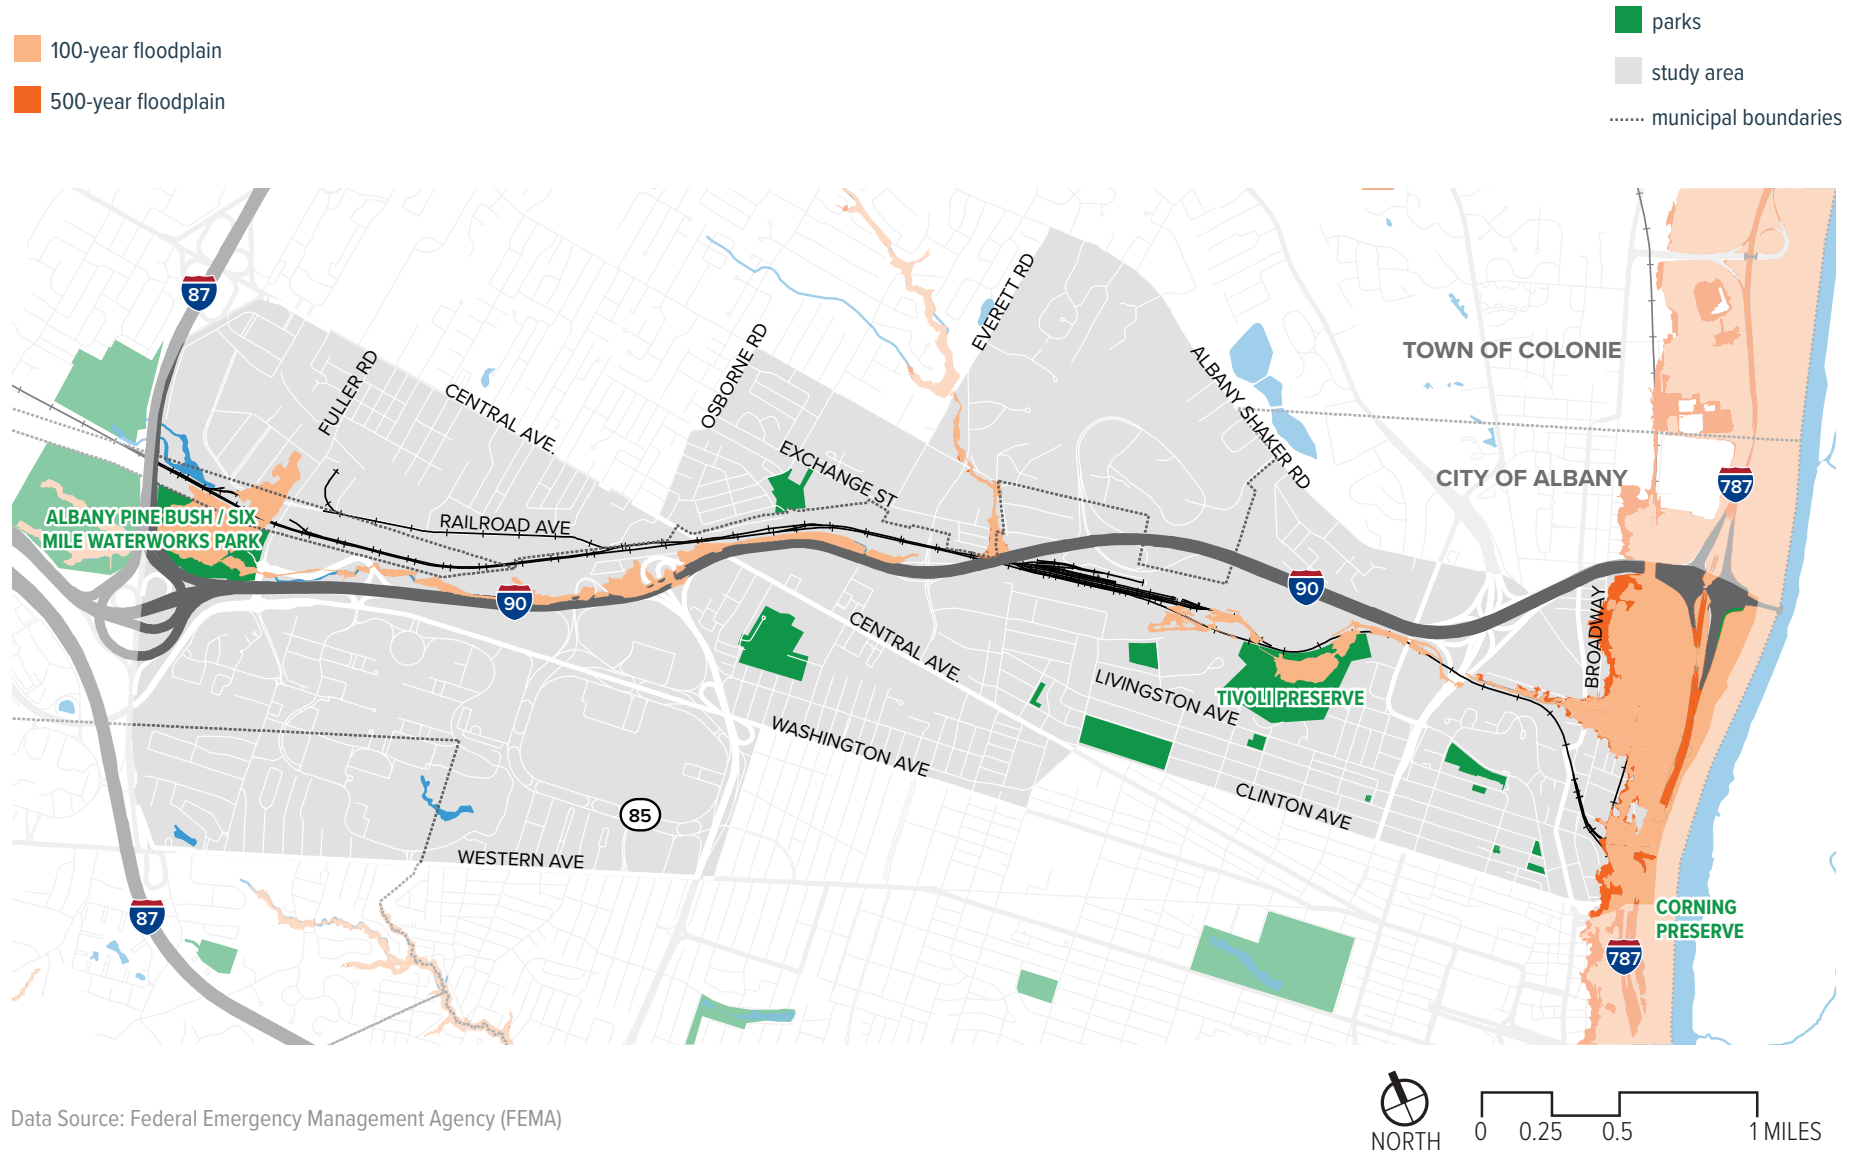 100-year floodplain
500-year floodplain
parks
study area
municipal boundaries
87
FULLER RD
CENTRAL AVE.
OSBORNE RD
EVERETT RD
ALBANY SHAKER RD
TOWN OF COLONIE
CITY OF ALBANY
787
EXCHANGE ST
RAILROAD AVE
ALBANY PINE BUSH / SIX
MILE WATERWORKS PARK
90
90
BROADWAY
CENTRAL AVE.
LIVINGSTON AVE
TIVOLI PRESERVE
WASHINGTON AVE
CLINTON AVE
85
WESTERN AVE
87
CORNING
PRESERVE
787
Data Source: Federal Emergency Management Agency (FEMA)
NORTH
0 0.25 0.5 1 MILES